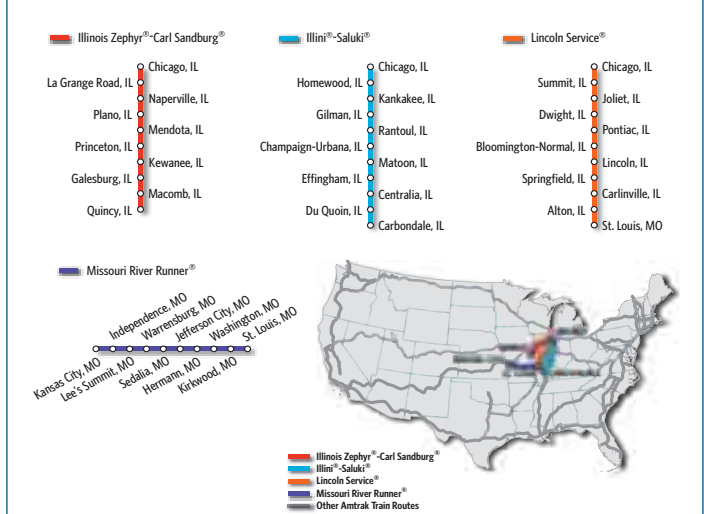 Illinois Zephyr®-Carl Sandburg®
Chicago, IL
La Grange Road, IL
Naperville, IL
Plano, IL
Mendota, IL
Princeton, IL
Kewanee, IL
Galesburg, IL
Macomb, IL
Quincy, IL
Illini®-Saluki®
Chicago, IL
Homewood, IL
Kankakee, IL
Gilman, IL
Rantoul, IL
Champaign-Urbana, IL
Matoon, IL
Effingham, IL
Centralia, IL
Du Quoin, IL
Carbondale, IL
Lincoln Service®
Chicago, IL
Summit, IL
Joliet, IL
Dwight, IL
Pontiac, IL
Bloomington-Normal, IL
Lincoln, IL
Springfield, IL
Carlinville, IL
Alton, IL
St. Louis, MO
Missouri River Runner®
Kansas City, MO
Independence, MO
Lee's Summit, MO
Warrensburg, MO
Sedalia, MO
Jefferson City, MO
Hermann, MO
Washington, MO
Kirkwood, MO
St. Louis, MO
Illinois Zephyr®-Carl Sandburg®
Illini®-Saluki®
Lincoln Service®
Missouri River Runner®
Other Amtrak Train Routes